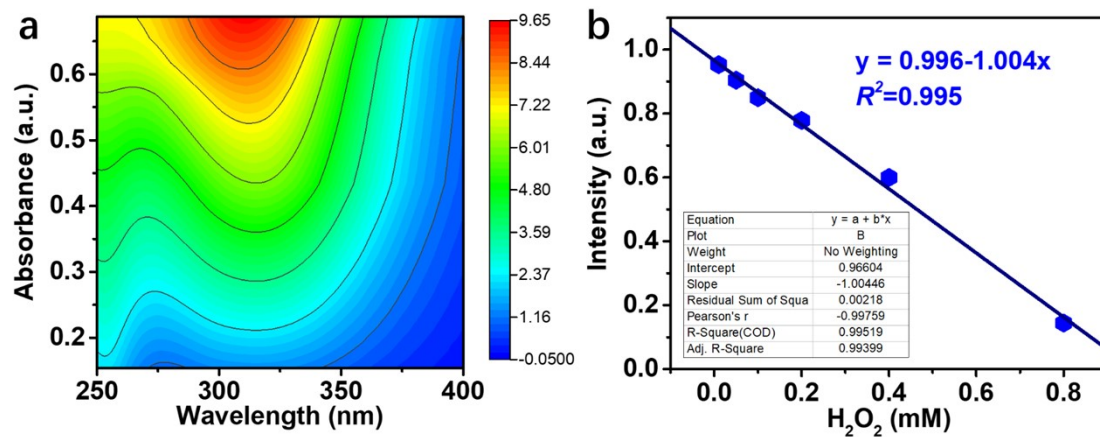 a
Absorbance (a.u.)
0.6
0.5
0.4
0.3
0.2
250
300
350
400
Wavelength (nm)
9.65
8.44
7.22
6.01
4.80
3.59
2.37
1.16
-0.0500
b
Intensity (a.u.)
1.0
0.8
0.6
0.4
0.2
0.0
y = 0.996-1.004x
R²=0.995
Equation y = a + b*x
Plot B
Weight No Weighting
Intercept 0.96604
Slope -1.00446
Residual Sum of Squa 0.00218
Pearson's r -0.99759
R-Square(COD) 0.99519
Adj. R-Square 0.99399
0.0
0.2
0.4
0.6
0.8
H₂O₂ (mM)